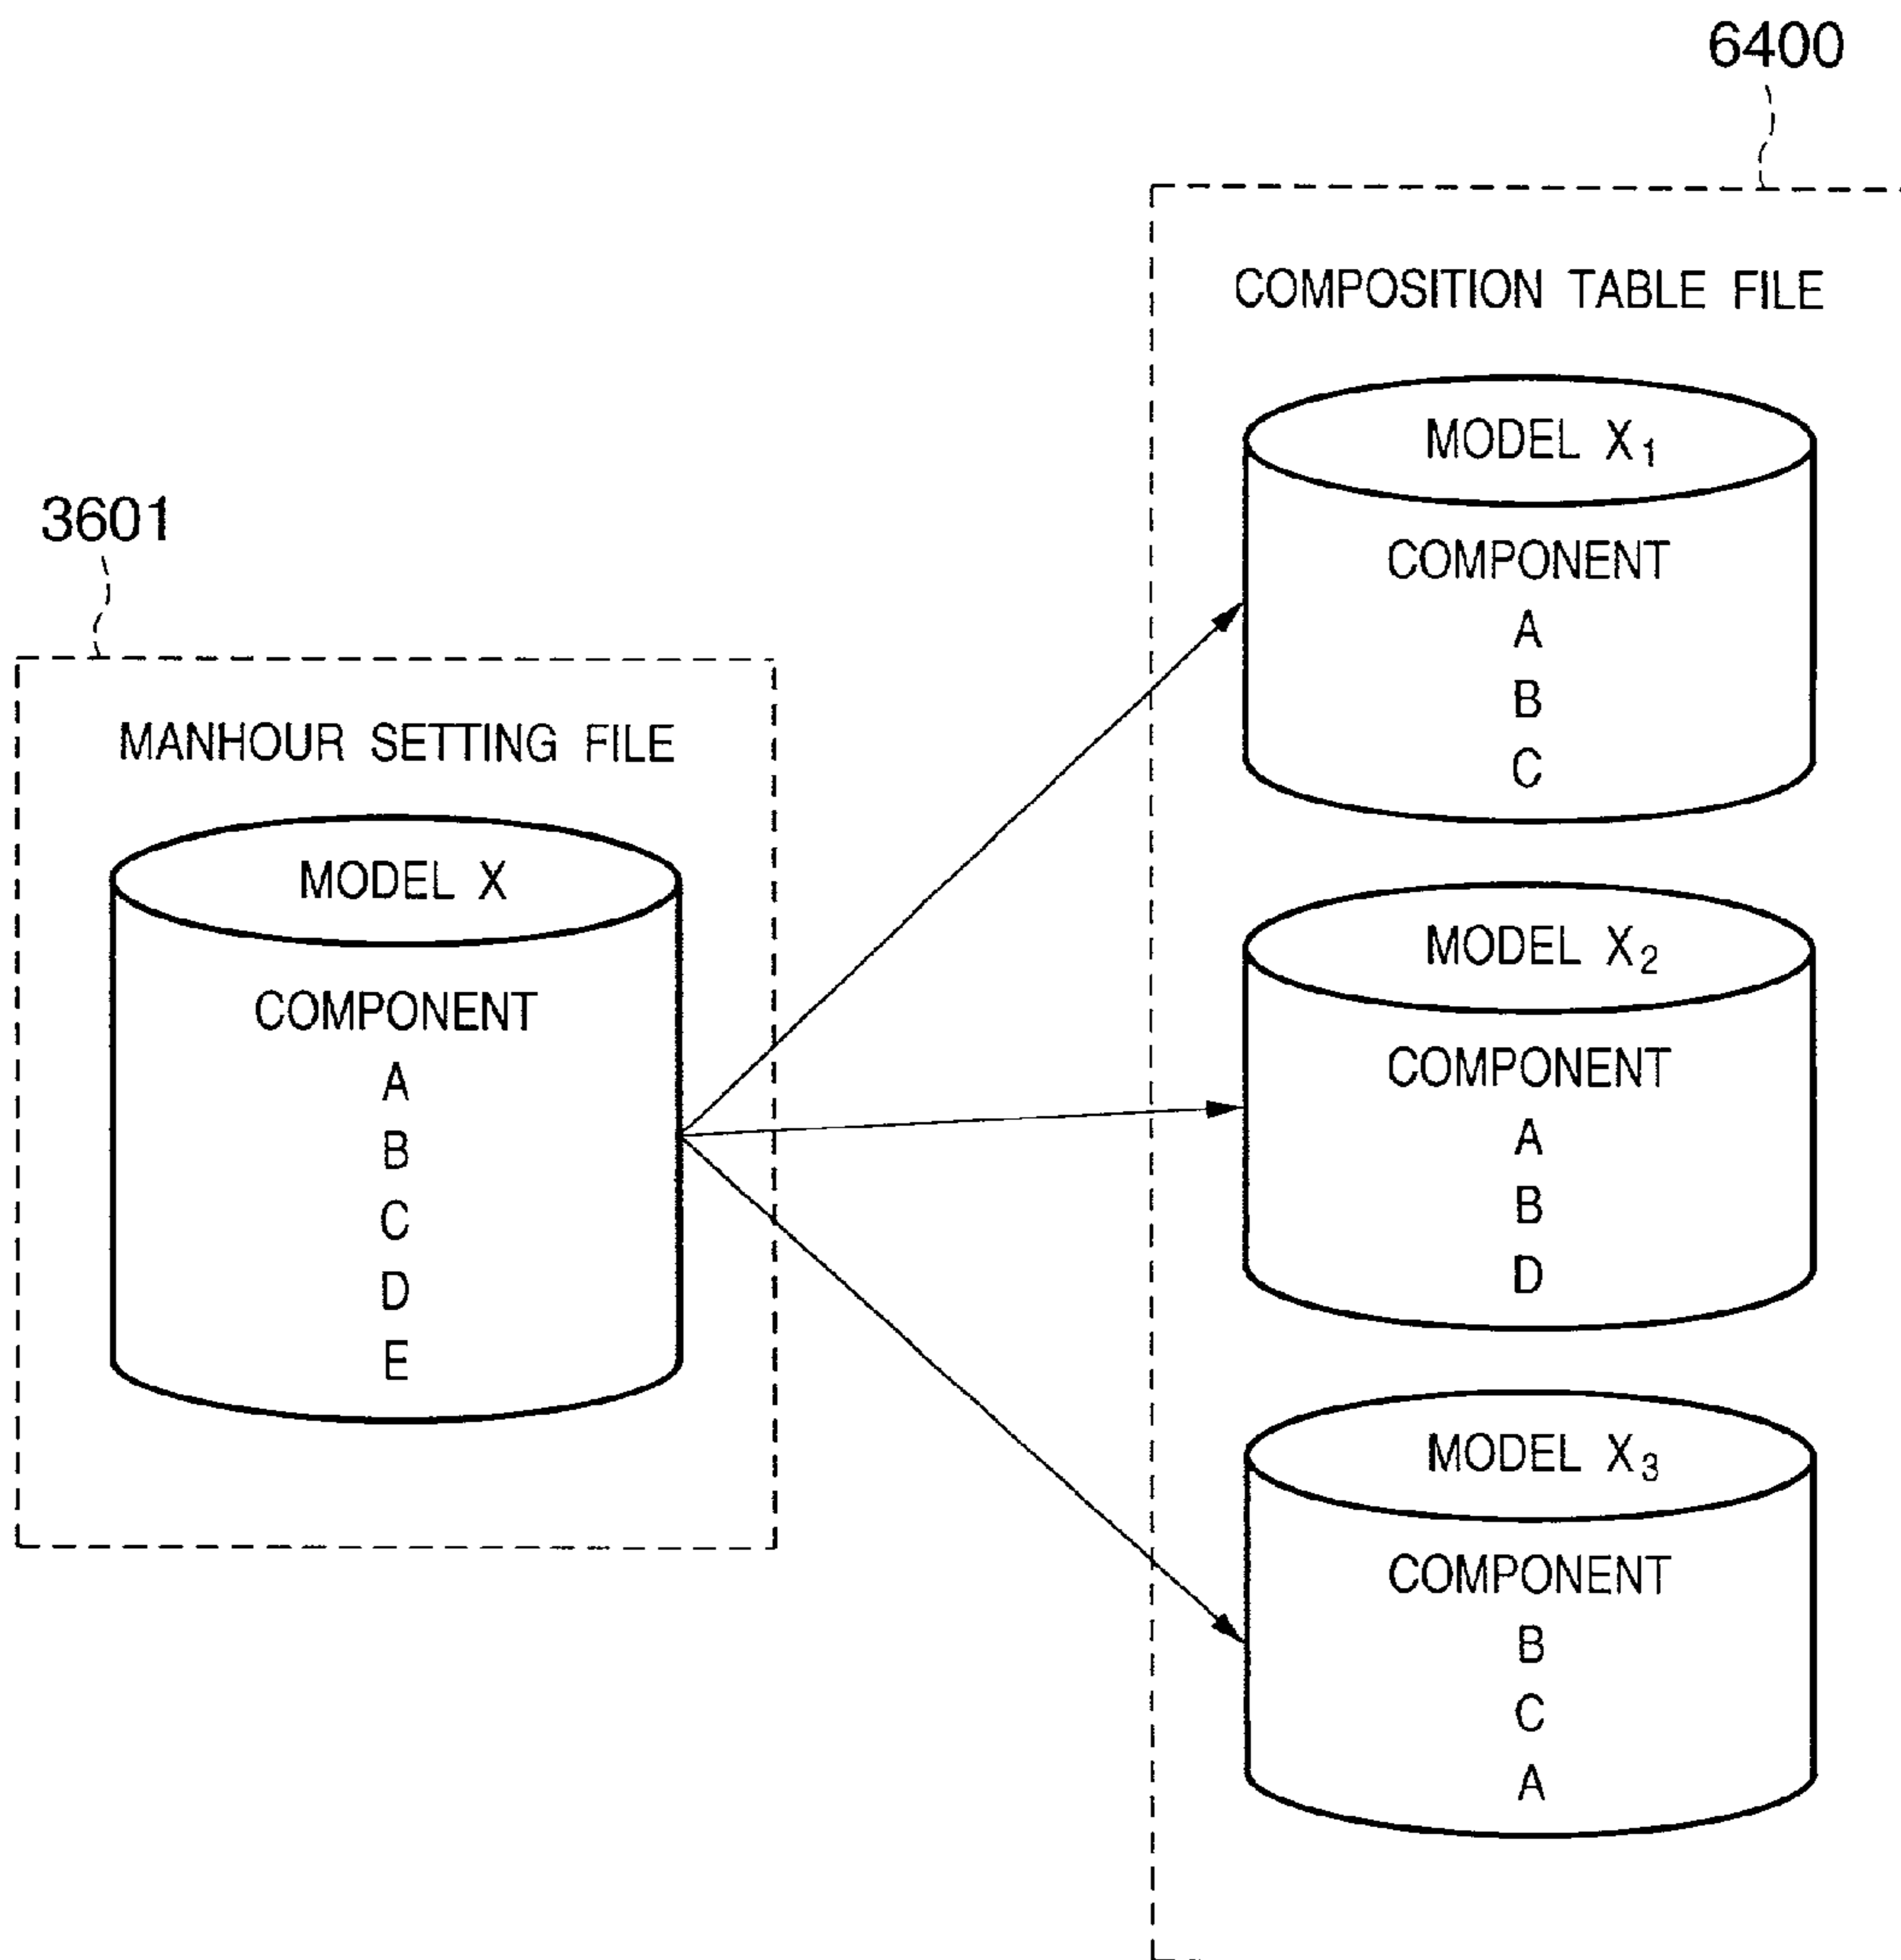 6400
COMPOSITION TABLE FILE
MODEL X₁
COMPONENT
A
B
C
MODEL X₂
COMPONENT
A
B
D
MODEL X₃
COMPONENT
B
C
A
3601
MANHOUR SETTING FILE
MODEL X
COMPONENT
A
B
C
D
E